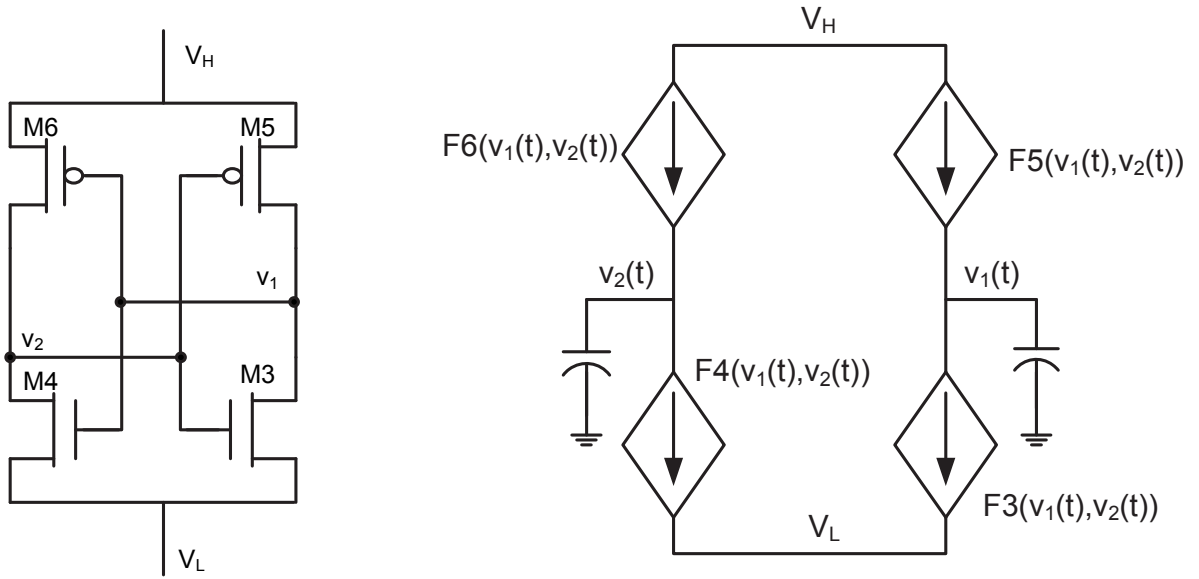 V_H
M6
M5
v_1
v_2
M4
M3
V_L
V_H
F6(v_1(t),v_2(t))
F5(v_1(t),v_2(t))
v_2(t)
v_1(t)
F4(v_1(t),v_2(t))
F3(v_1(t),v_2(t))
V_L